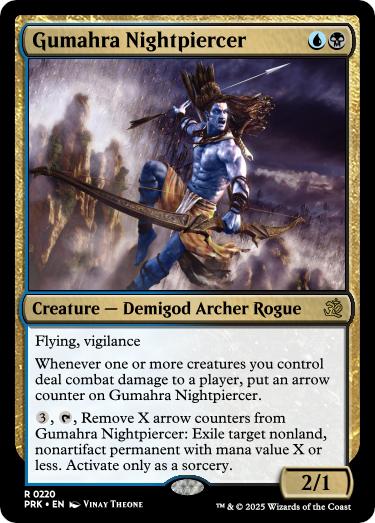 Gumahra Nightpiercer
Creature — Demigod Archer Rogue
Flying, vigilance
Whenever one or more creatures you control
deal combat damage to a player, put an arrow
counter on Gumahra Nightpiercer.
3, , Remove X arrow counters from
Gumahra Nightpiercer: Exile target nonland,
nonartifact permanent with mana value X or
less. Activate only as a sorcery.
2/1
R 0220
PRK • EN Vinay Theone
™ & © 2025 Wizards of the Coast